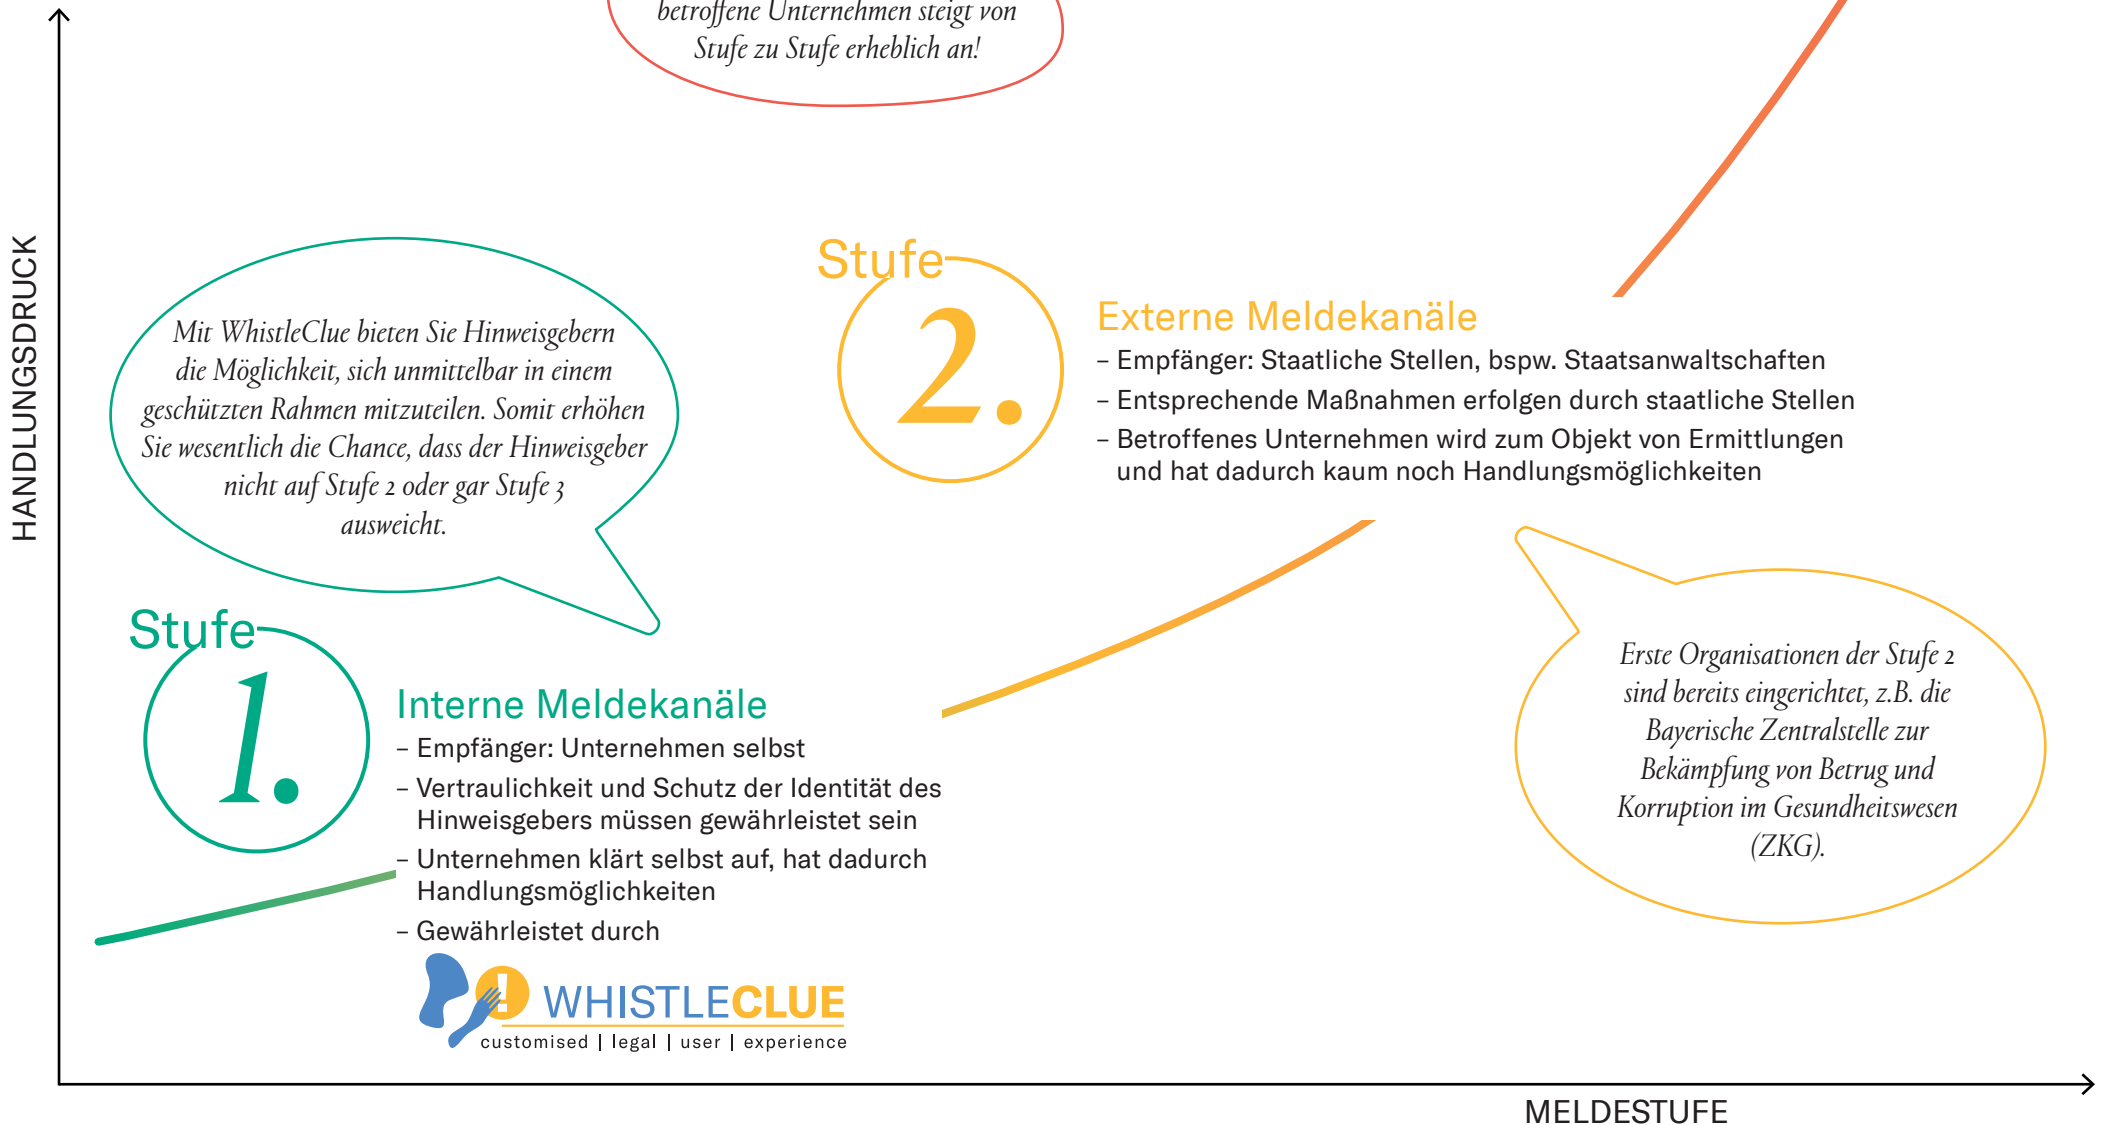 betroffene Unternehmen steigt von
Stufe zu Stufe erheblich an!
HANDLUNGSDRUCK
Mit WhistleClue bieten Sie Hinweisgebern
die Möglichkeit, sich unmittelbar in einem
geschützten Rahmen mitzuteilen. Somit erhöhen
Sie wesentlich die Chance, dass der Hinweisgeber
nicht auf Stufe 2 oder gar Stufe 3
ausweicht.
Stufe
2.
Externe Meldekanäle
– Empfänger: Staatliche Stellen, bspw. Staatsanwaltschaften
– Entsprechende Maßnahmen erfolgen durch staatliche Stellen
– Betroffenes Unternehmen wird zum Objekt von Ermittlungen
und hat dadurch kaum noch Handlungsmöglichkeiten
Stufe
1.
Interne Meldekanäle
– Empfänger: Unternehmen selbst
– Vertraulichkeit und Schutz der Identität des
Hinweisgebers müssen gewährleistet sein
– Unternehmen klärt selbst auf, hat dadurch
Handlungsmöglichkeiten
– Gewährleistet durch
! WHISTLECLUE
customised | legal | user | experience
Erste Organisationen der Stufe 2
sind bereits eingerichtet, z.B. die
Bayerische Zentralstelle zur
Bekämpfung von Betrug und
Korruption im Gesundheitswesen
(ZKG).
MELDESTUFE